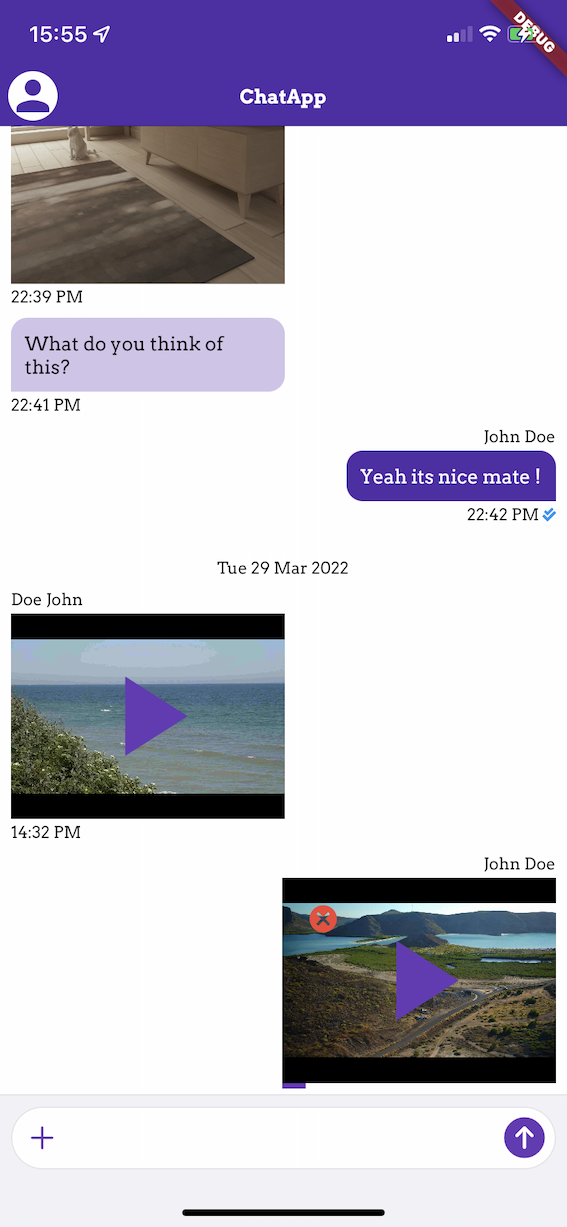 15:55
DEBUG
ChatApp
22:39 PM
What do you think of
this?
22:41 PM
John Doe
Yeah its nice mate !
22:42 PM
Tue 29 Mar 2022
Doe John
14:32 PM
John Doe